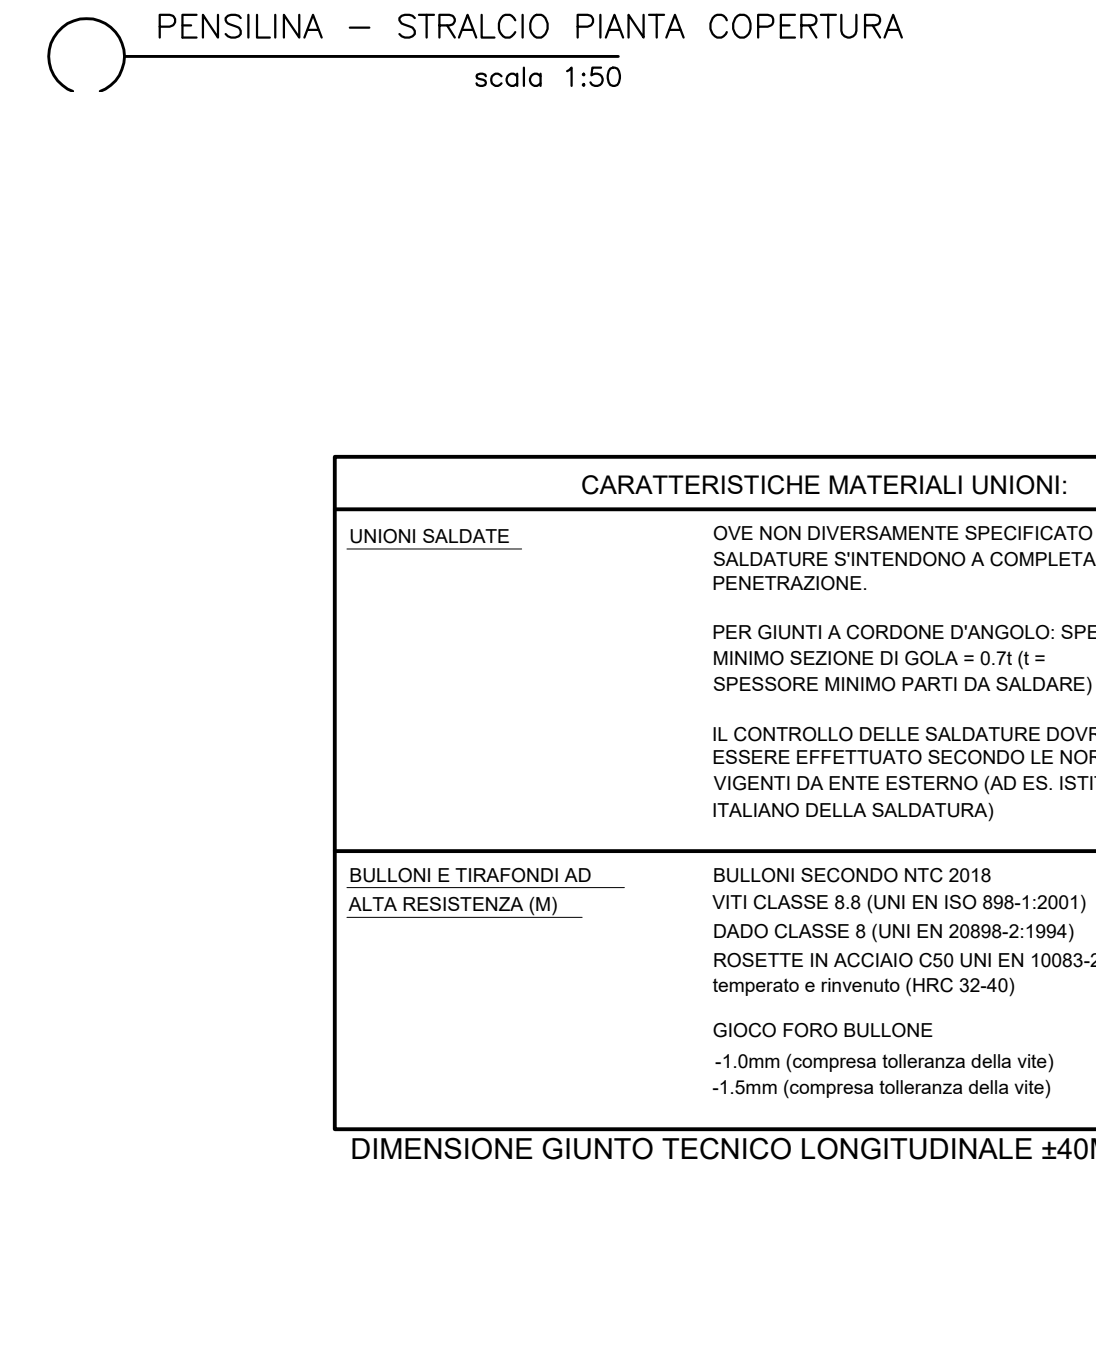 PENSILINA – STRALCIO PIANTA COPERTURA
scala 1:50
CARATTERISTICHE MATERIALI UNIONI:
UNIONI SALDATE
OVE NON DIVERSAMENTE SPECIFICATO
SALDATURE S'INTENDONO A COMPLETA
PENETRAZIONE.
PER GIUNTI A CORDONE D'ANGOLO:
MINIMO SEZIONE DI GOLA = 0.7t (t =
SPESSORE MINIMO PARTI DA SALDARE)
IL CONTROLLO DELLE SALDATURE
ESSERE EFFETTUATO SECONDO LE
VIGENTI DA ENTE ESTERNO (AD ES.
ITALIANO DELLA SALDATURA)
BULLONI E TIRAFONDI AD
ALTA RESISTENZA (M)
BULLONI SECONDO NTC 2018
VITI CLASSE 8.8 (UNI EN ISO 898-1:2001)
DADO CLASSE 8 (UNI EN 20898-2:1994)
ROSETTE IN ACCIAIO C50 UNI EN 10083-2
temperato e rinvenuto (HRC 32-40)
GIOCO FORO BULLONE
-1.0mm (compresa tolleranza della vite)
-1.5mm (compresa tolleranza della vite)
DIMENSIONE GIUNTO TECNICO LONGITUDINALE